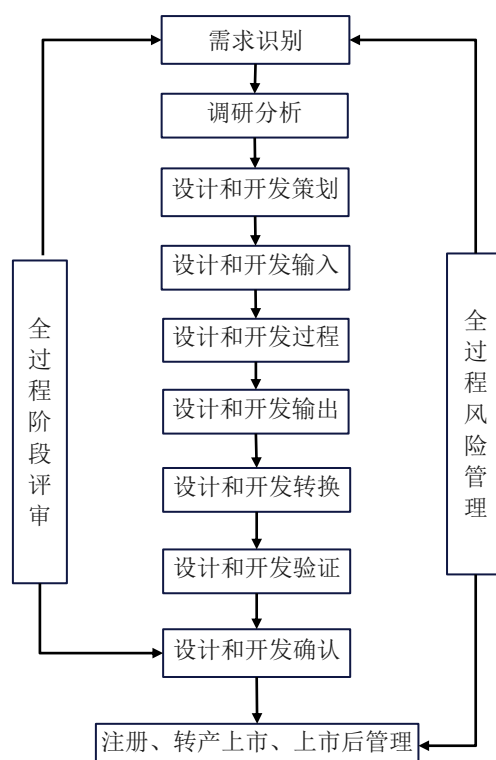 需求识别
调研分析
设计和开发策划
设计和开发输入
设计和开发过程
设计和开发输出
设计和开发转换
设计和开发验证
设计和开发确认
注册、转产上市、上市后管理
全过程阶段评审
全过程风险管理